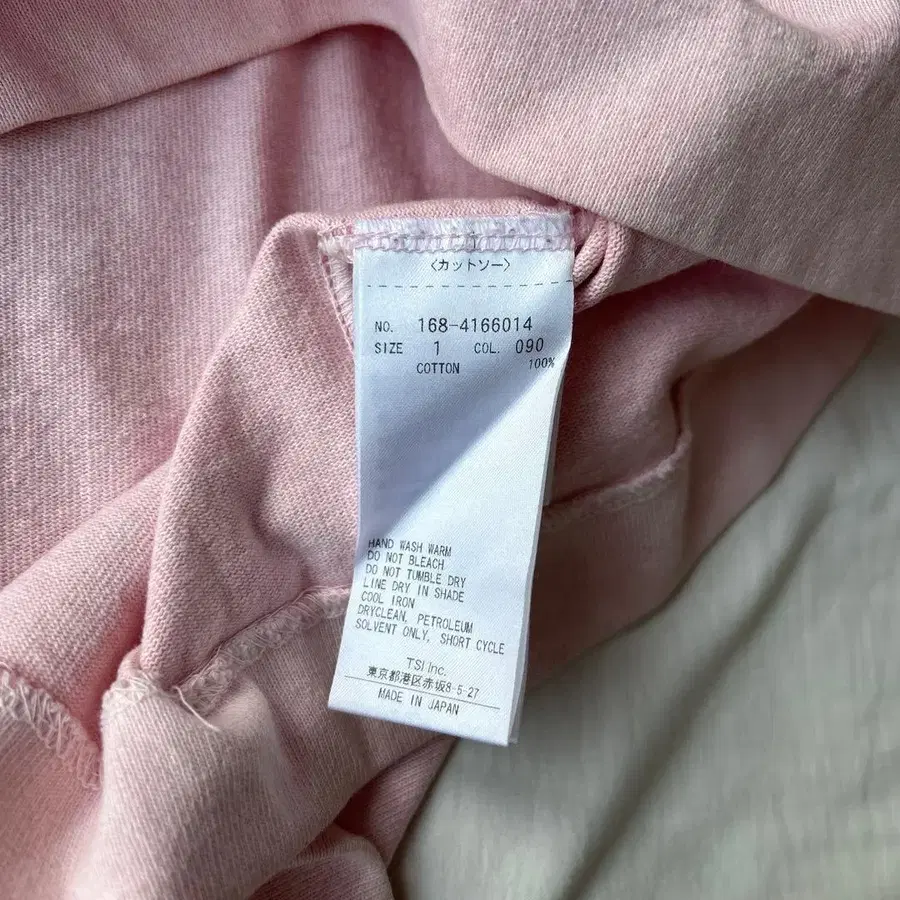 〈カットソー〉
NO. 168-4166014
SIZE 1 COL. 090
COTTON 100%
HAND WASH WARM
DO NOT BLEACH
DO NOT TUMBLE DRY
LINE DRY IN SHADE
COOL IRON
DRYCLEAN, PETROLEUM
SOLVENT ONLY, SHORT CYCLE
TSI Inc.
東京都港区赤坂8-5-27
MADE IN JAPAN